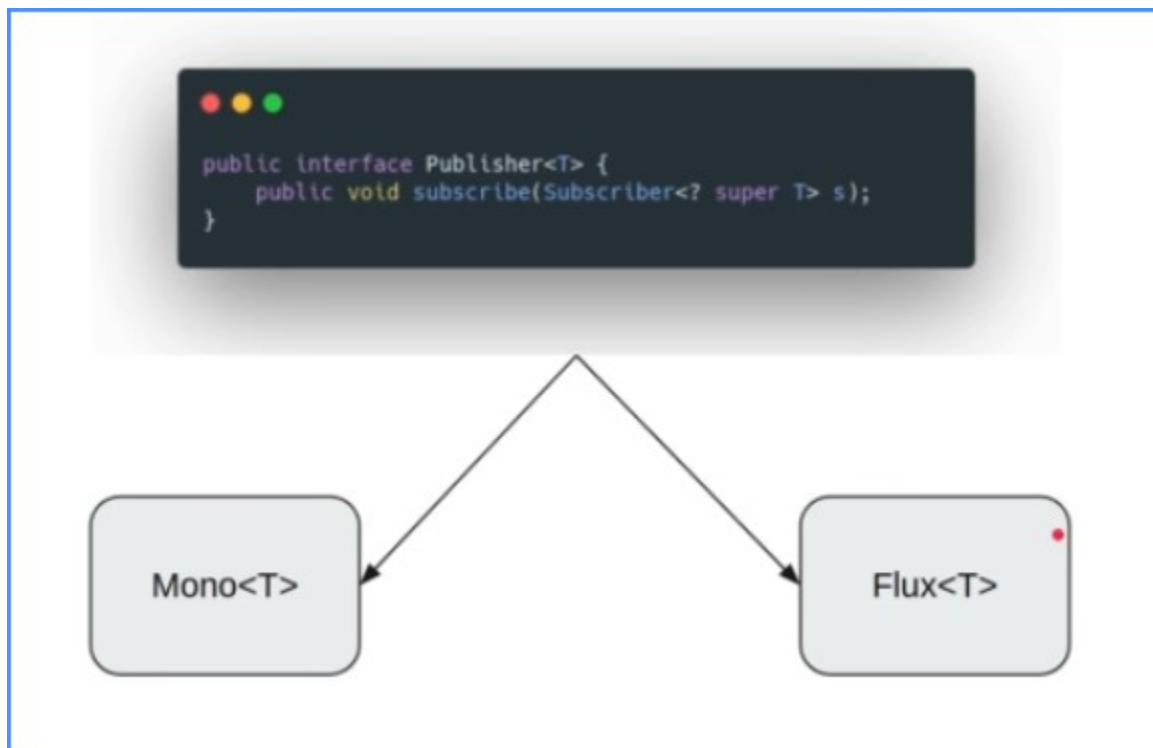 public interface Publisher<T> {
public void subscribe(Subscriber<? super T> s);
}
Mono<T>
Flux<T>